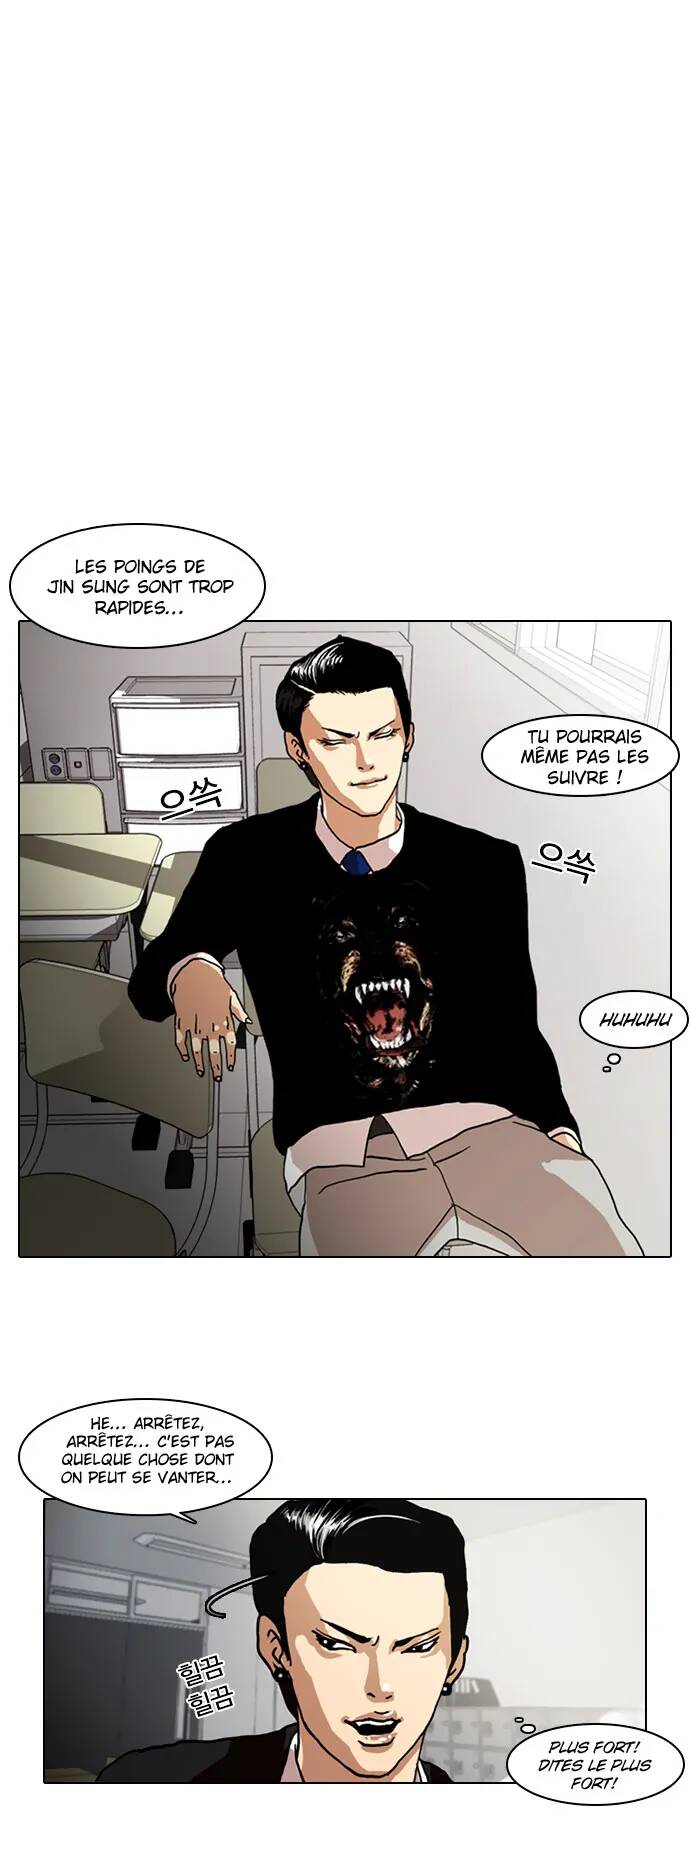 LES POINGS DE
JIN SUNG SONT TROP
RAPIDES...
TU POURRAIS
MÊME PAS LES
SUIVRE !
으쓱
으쓱
HUHUHU
HE... ARRÊTEZ,
ARRÊTEZ... C'EST PAS
QUELQUE CHOSE DONT
ON PEUT SE VANTER...
힐끔
힐끔
PLUS FORT!
DITES LE PLUS
FORT!